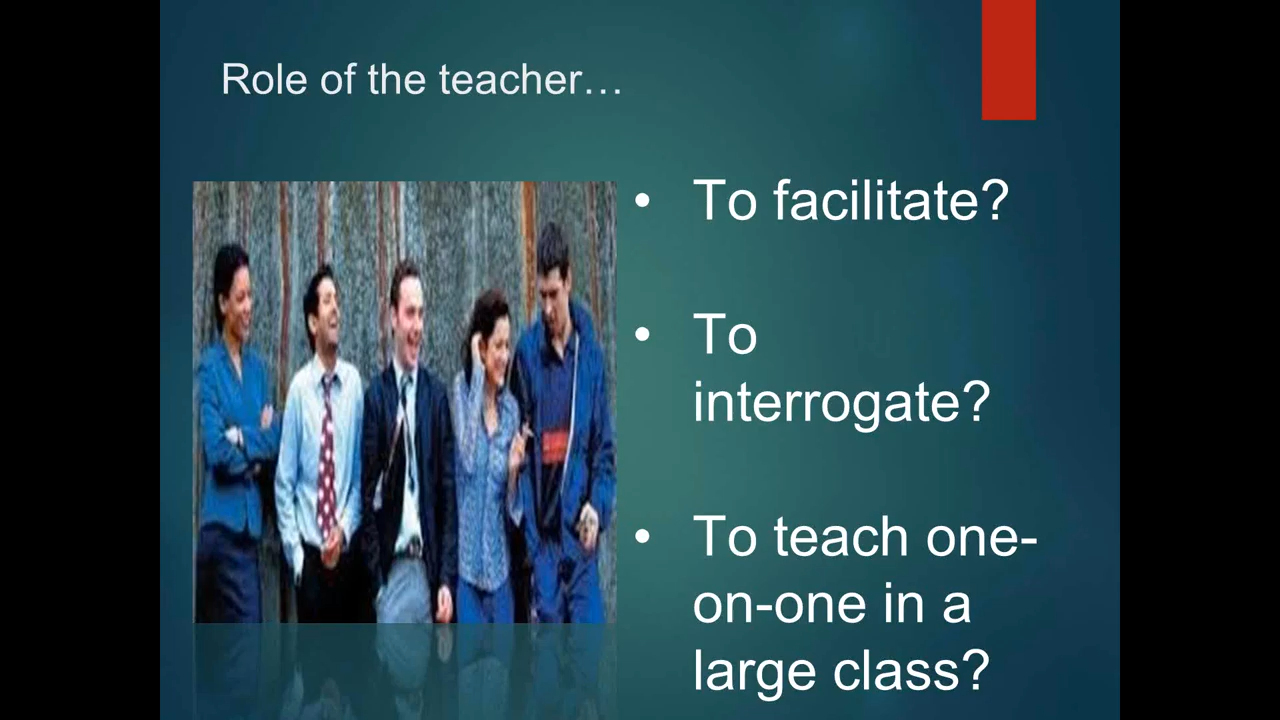 Role of the teacher…
• To facilitate?
• To
interrogate?
• To teach one-
on-one in a
large class?